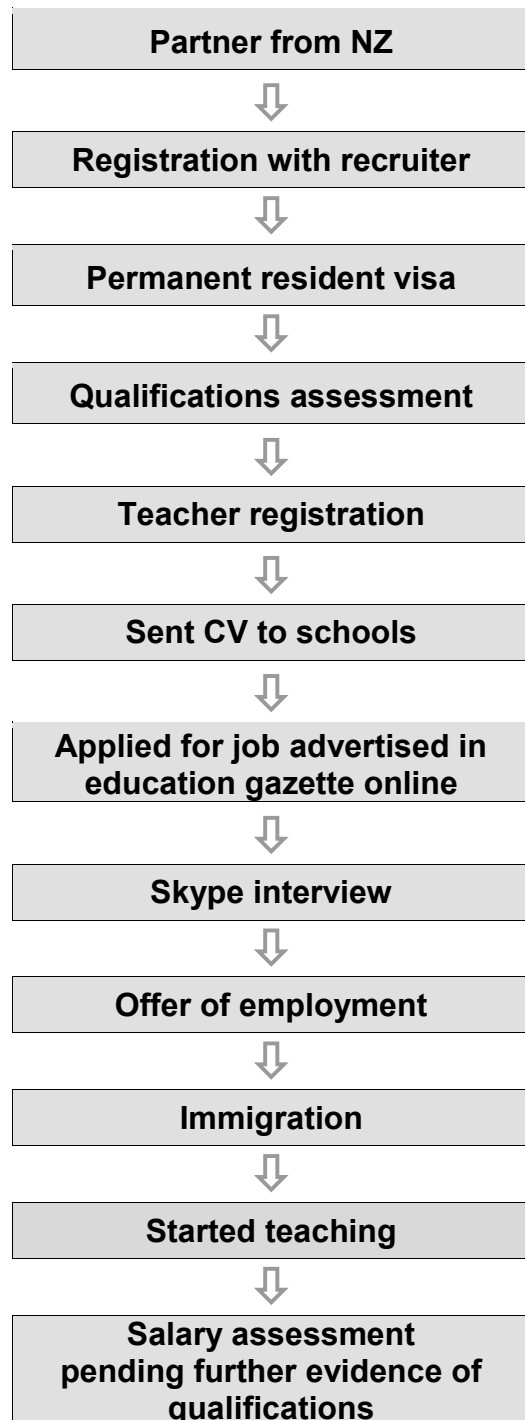 Partner from NZ
Registration with recruiter
Permanent resident visa
Qualifications assessment
Teacher registration
Sent CV to schools
Applied for job advertised in
education gazette online
Skype interview
Offer of employment
Immigration
Started teaching
Salary assessment
pending further evidence of
qualifications